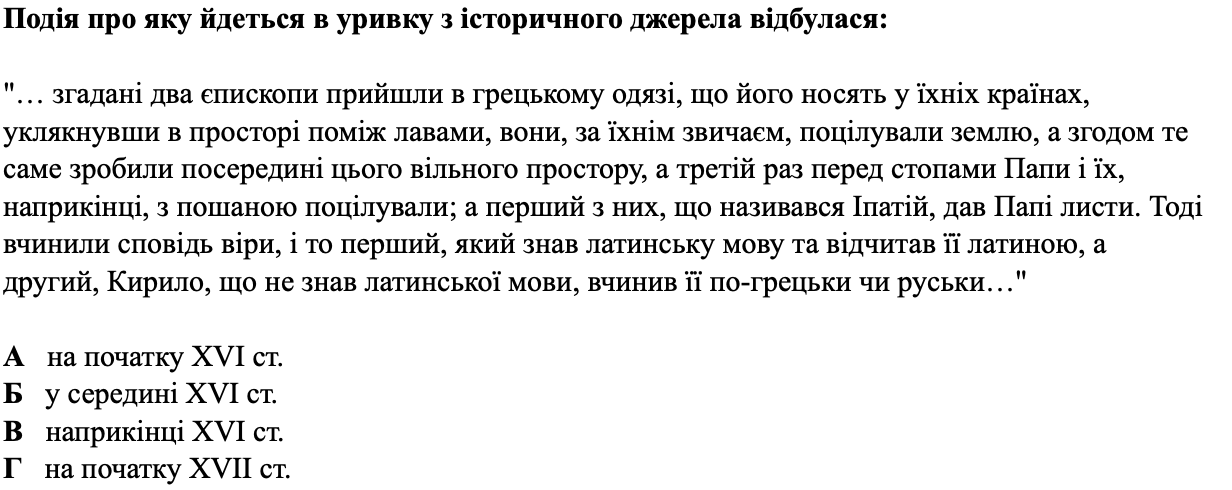 Подія про яку йдеться в уривку з історичного джерела відбулася:
"… згадані два єпископи прийшли в грецькому одязі, що його носять у їхніх країнах,
уклякнувши в просторі поміж лавами, вони, за їхнім звичаєм, поцілували землю, а згодом те
саме зробили посередині цього вільного простору, а третій раз перед стопами Папи і їх,
наприкінці, з пошаною поцілували; а перший з них, що називався Іпатій, дав Папі листи. Тоді
вчинили сповідь віри, і то перший, який знав латинську мову та відчитав її латиною, а
другий, Кирило, що не знав латинської мови, вчинив її по-грецьки чи руськи…"
А на початку XVI ст.
Б у середині XVI ст.
В наприкінці XVI ст.
Г на початку XVII ст.